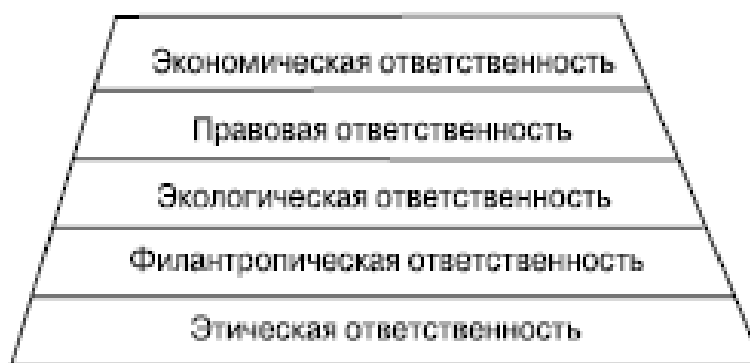 Экономическая ответственность
Правовая ответственность
Экологическая ответственность
Филантропическая ответственность
Этическая ответственность